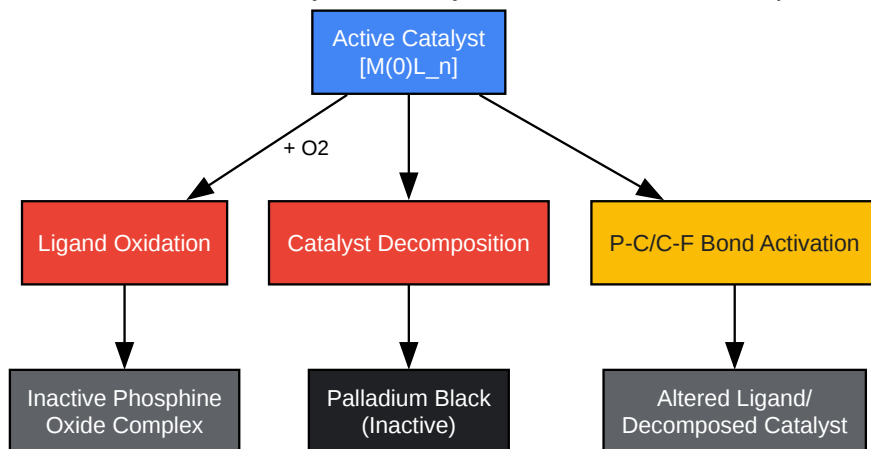 Active Catalyst
[M(0)L_n]
+ O2
Ligand Oxidation
Catalyst Decomposition
P-C/C-F Bond Activation
Inactive Phosphine
Oxide Complex
Palladium Black
(Inactive)
Altered Ligand/
Decomposed Catalyst